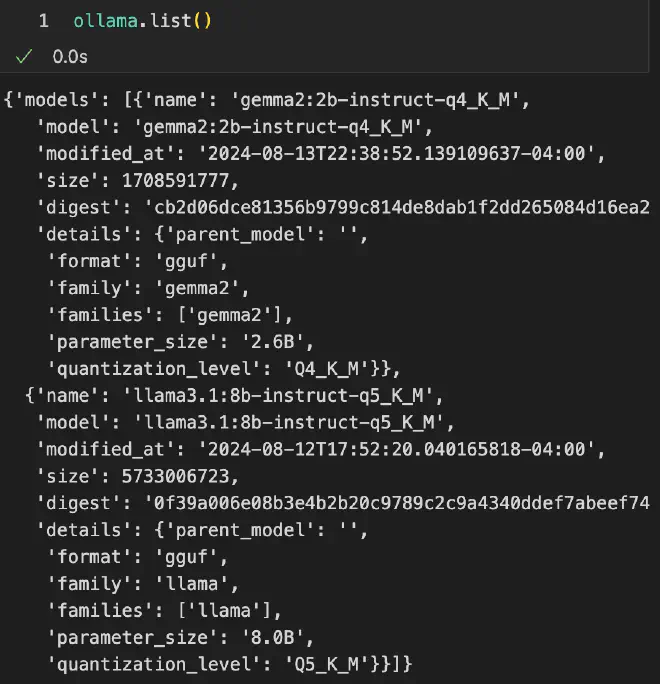 1 ollama.list()
✓ 0.0s
{'models': [{'name': 'gemma2:2b-instruct-q4_K_M',
'model': 'gemma2:2b-instruct-q4_K_M',
'modified_at': '2024-08-13T22:38:52.139109637-04:00',
'size': 1708591777,
'digest': 'cb2d06dce81356b9799c814de8dab1f2dd265084d16ea2
'details': {'parent_model': '',
'format': 'gguf',
'family': 'gemma2',
'families': ['gemma2'],
'parameter_size': '2.6B',
'quantization_level': 'Q4_K_M'}},
{'name': 'llama3.1:8b-instruct-q5_K_M',
'model': 'llama3.1:8b-instruct-q5_K_M',
'modified_at': '2024-08-12T17:52:20.040165818-04:00',
'size': 5733006723,
'digest': '0f39a006e08b3e4b2b20c9789c2c9a4340ddef7abeef74
'details': {'parent_model': '',
'format': 'gguf',
'family': 'llama',
'families': ['llama'],
'parameter_size': '8.0B',
'quantization_level': 'Q5_K_M'}}]}